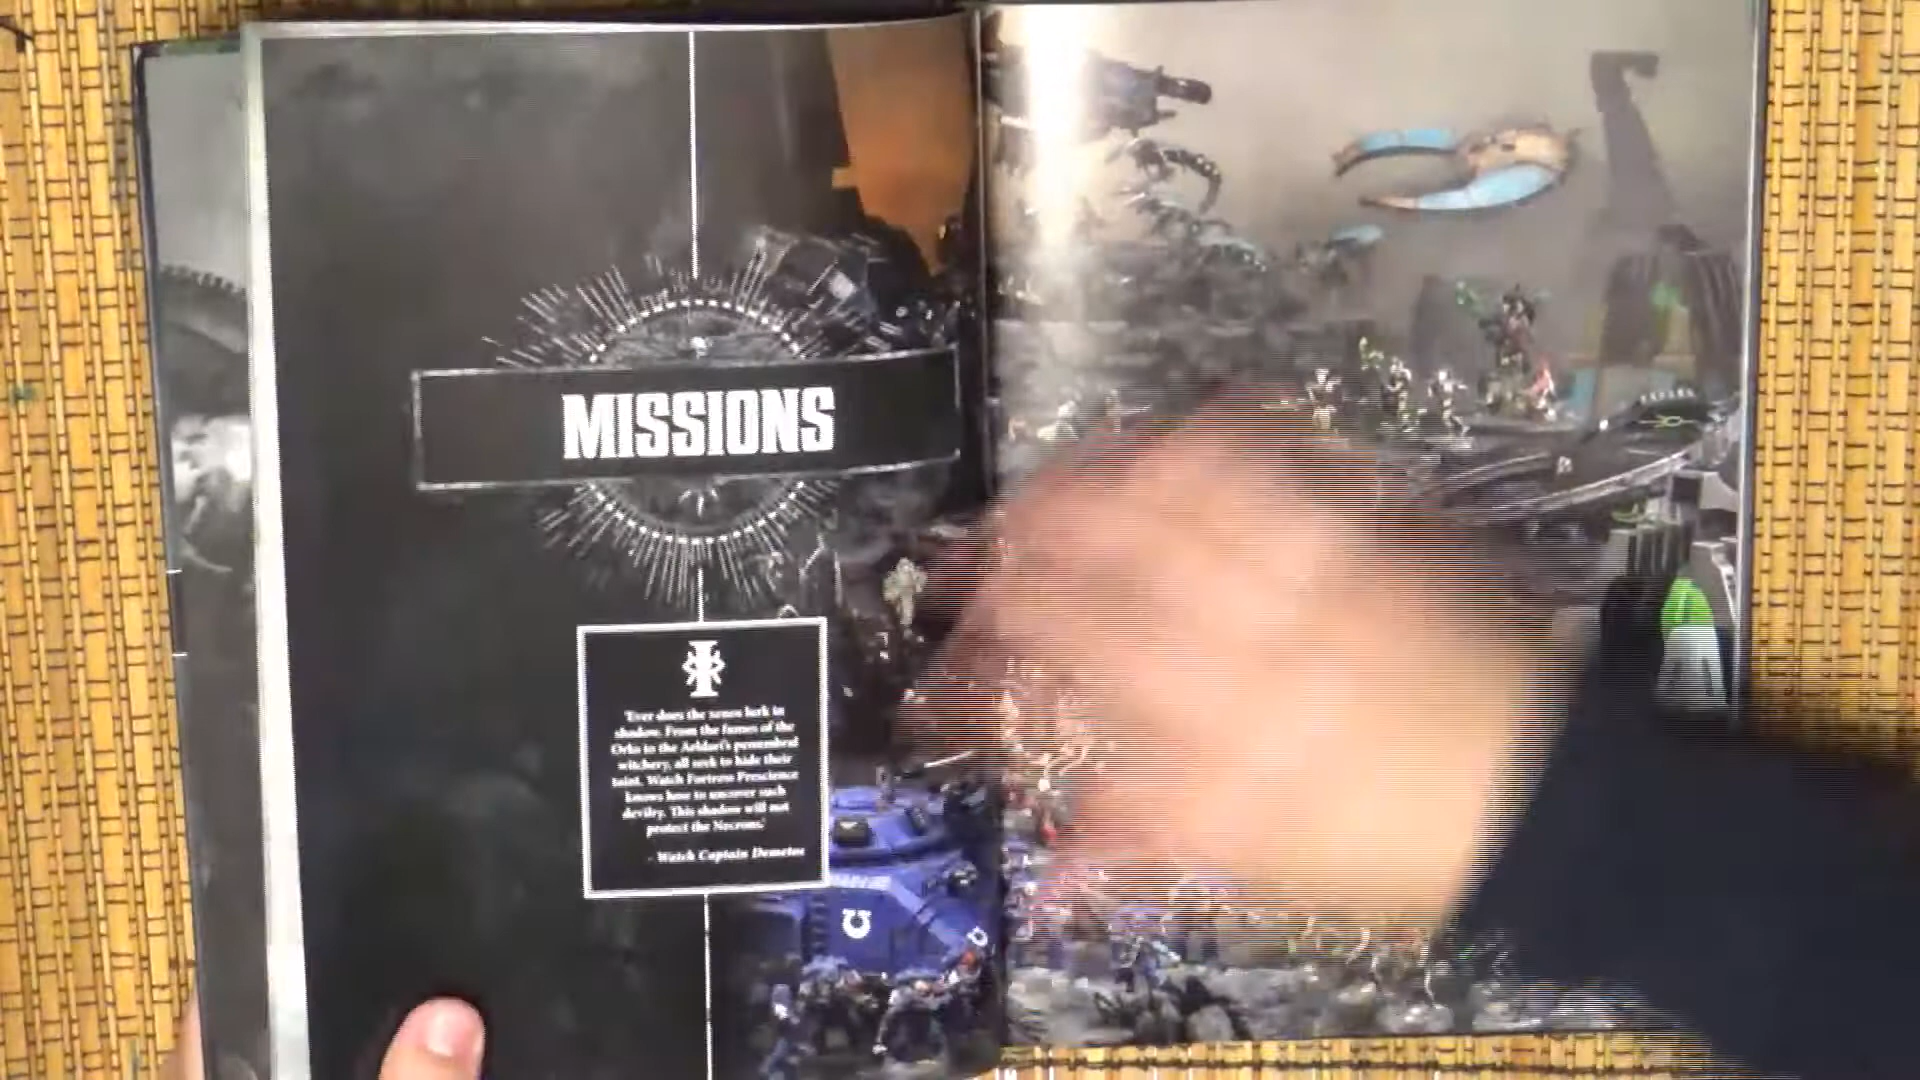 MISSIONS
'Ever does the xenos lurk in
shadow. From the fumes of the
Orks to the Aeldari's penumbral
witchery, all seek to hide their
taint. Watch Fortress Prescience
knows how to uncover such
devilry. This shadow will not
protect the Necrons.'
- Watch Captain Demetos